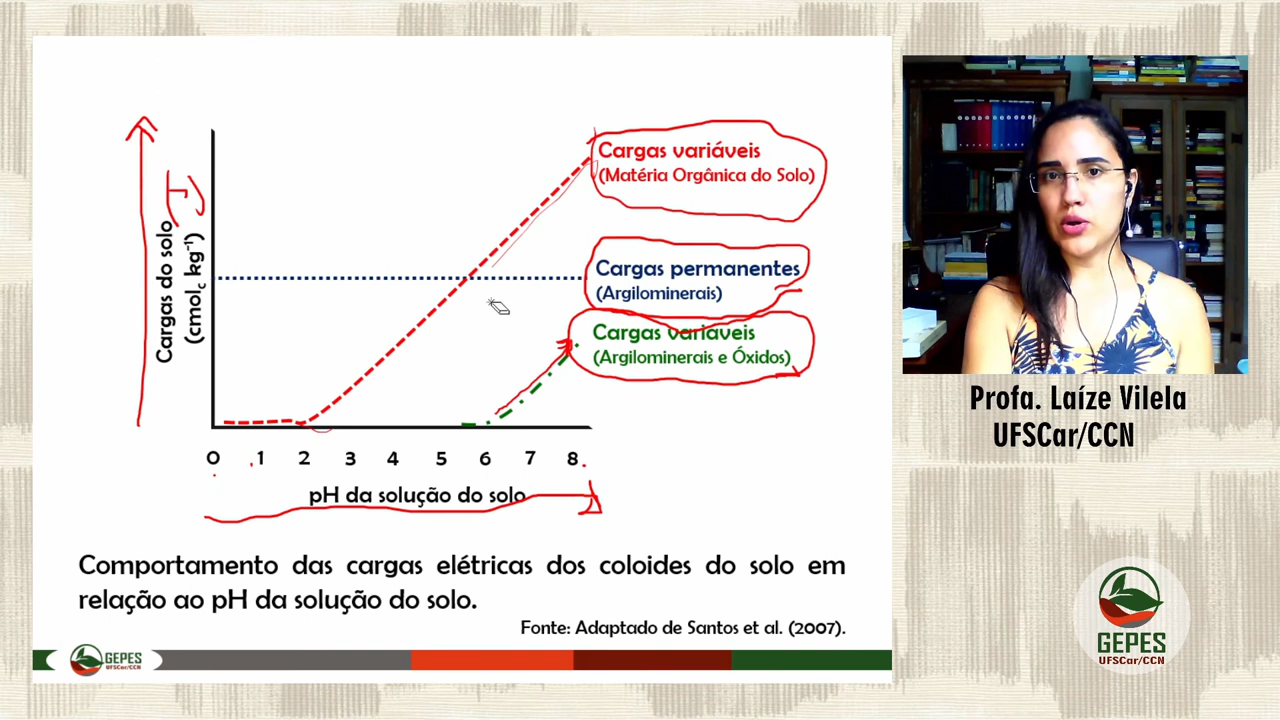 Cargas do solo
(cmolc kg-1)
Cargas variáveis
(Matéria Orgânica do Solo)
Cargas permanentes
(Argilominerais)
Cargas variáveis
(Argilominerais e Óxidos)
0 1 2 3 4 5 6 7 8
pH da solução do solo
Comportamento das cargas elétricas dos coloides do solo em
relação ao pH da solução do solo.
Fonte: Adaptado de Santos et al. (2007).
GEPES
UFSCar/CCN
Profa. Laíze Vilela
UFSCar/CCN
GEPES
UFSCar/CCN